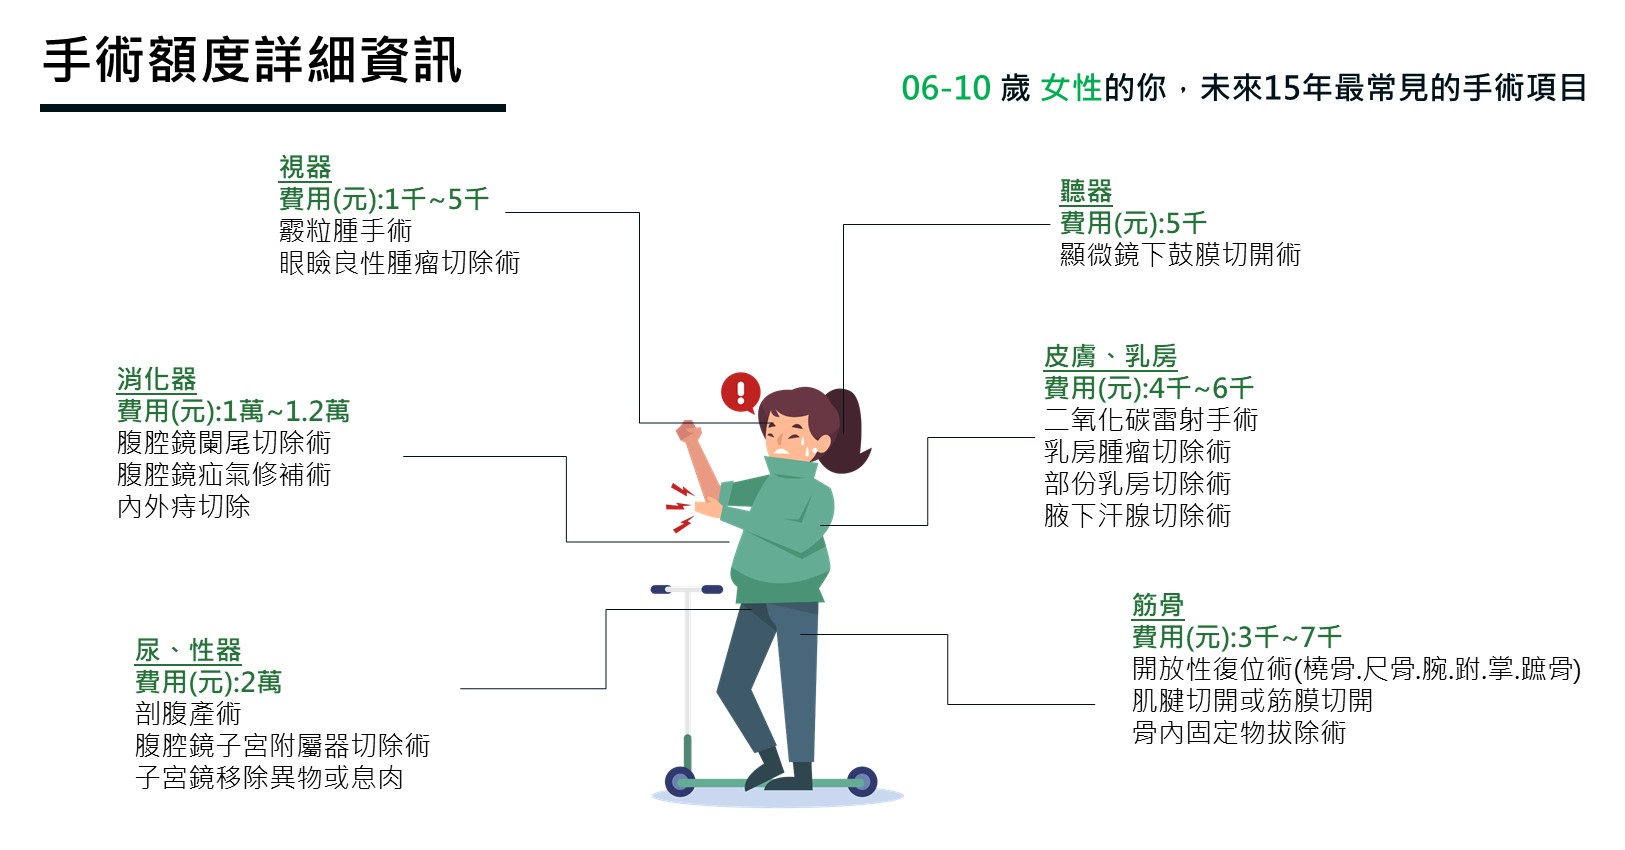 手術額度詳細資訊
06-10 歲 女性的你，未來15年最常見的手術項目
視器
費用(元):1千~5千
霰粒腫手術
眼瞼良性腫瘤切除術
聽器
費用(元):5千
顯微鏡下鼓膜切開術
消化器
費用(元):1萬~1.2萬
腹腔鏡闌尾切除術
腹腔鏡疝氣修補術
內外痔切除
皮膚、乳房
費用(元):4千~6千
二氧化碳雷射手術
乳房腫瘤切除術
部份乳房切除術
腋下汗腺切除術
尿、性器
費用(元):2萬
剖腹產術
腹腔鏡子宮附屬器切除術
子宮鏡移除異物或息肉
筋骨
費用(元):3千~7千
開放性復位術(橈骨.尺骨.腕.跗.掌.蹠骨)
肌腱切開或筋膜切開
骨內固定物拔除術